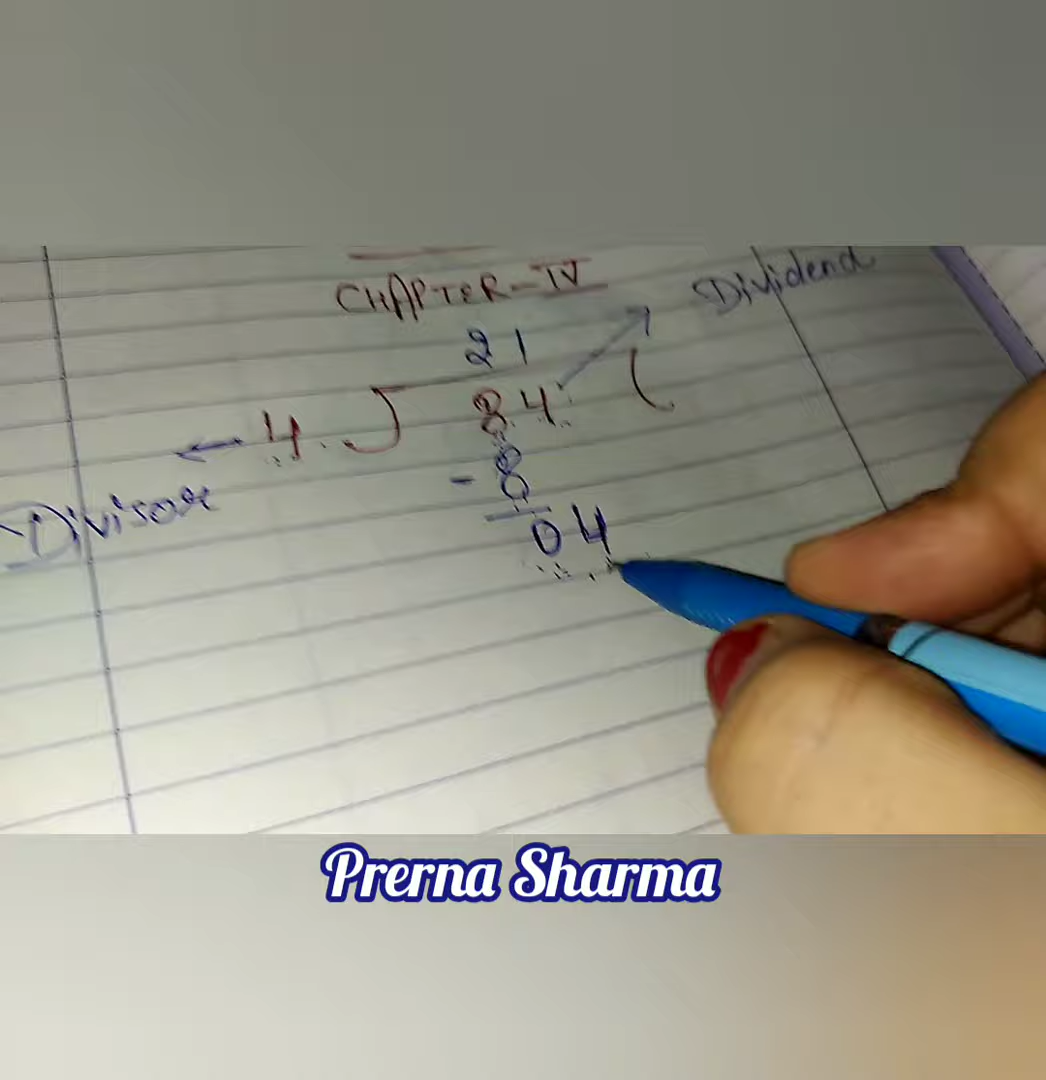 CHAPTER-IV
Dividend
21
4 84
Divisor
- 8
04
Prerna Sharma